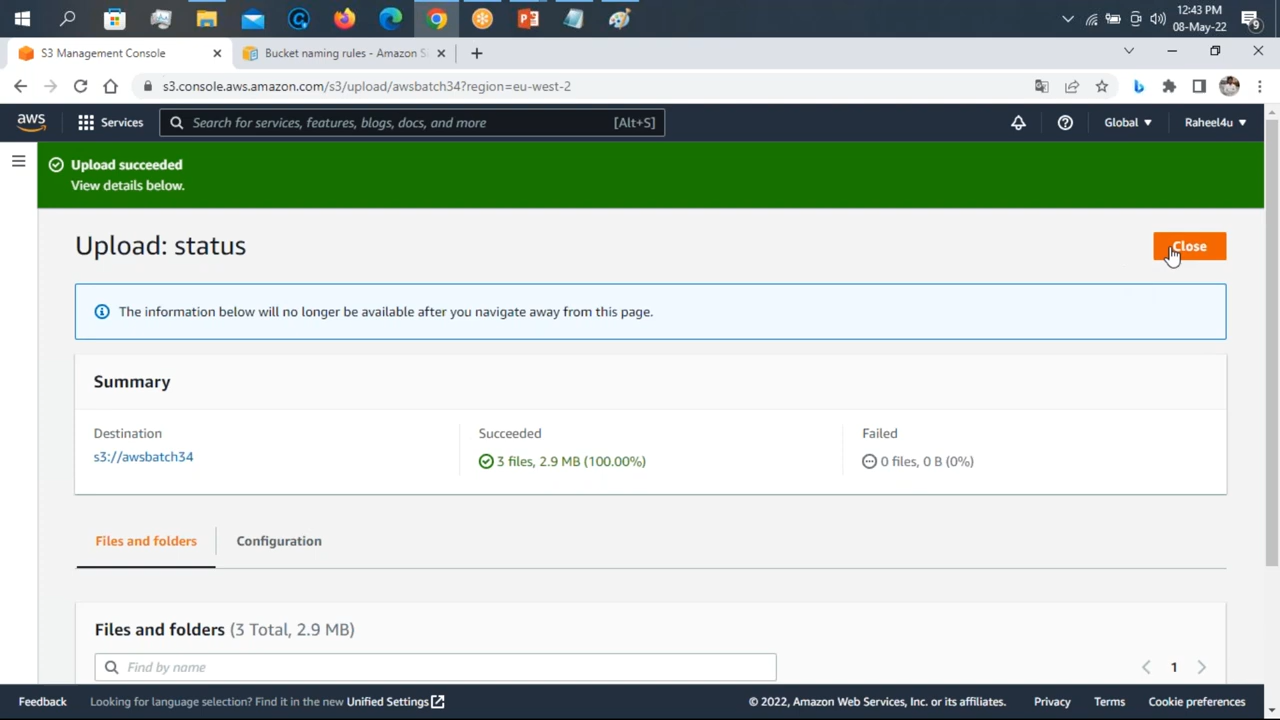 12:43 PM
08-May-22
9
S3 Management Console
Bucket naming rules - Amazon S
s3.console.aws.amazon.com/s3/upload/awsbatch34?region=eu-west-2
aws
Services
Search for services, features, blogs, docs, and more
[Alt+S]
Global
Raheel4u
Upload succeeded
View details below.
Upload: status
Close
The information below will no longer be available after you navigate away from this page.
Summary
Destination
Succeeded
Failed
s3://awsbatch34
3 files, 2.9 MB (100.00%)
0 files, 0 B (0%)
Files and folders
Configuration
Files and folders (3 Total, 2.9 MB)
Find by name
1
Feedback
Looking for language selection? Find it in the new Unified Settings
© 2022, Amazon Web Services, Inc. or its affiliates.
Privacy
Terms
Cookie preferences